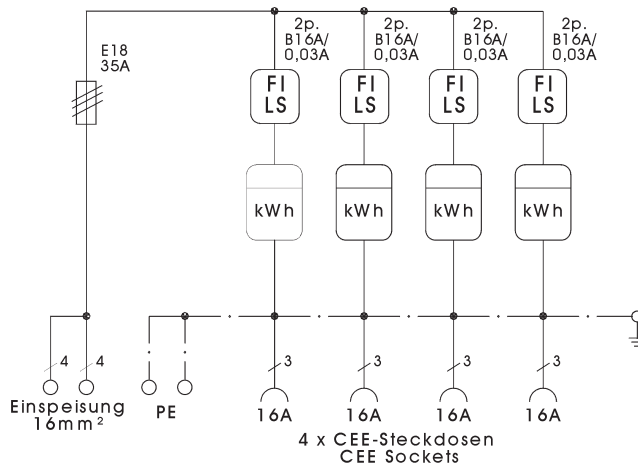 E18
35A
2p.
B16A/
0,03A
2p.
B16A/
0,03A
2p.
B16A/
0,03A
2p.
B16A/
0,03A
FI
LS
FI
LS
FI
LS
FI
LS
kWh
kWh
kWh
kWh
4
4
3
3
3
3
Einspeisung
16mm²
PE
16A
16A
16A
16A
4 x CEE-Steckdosen
CEE Sockets